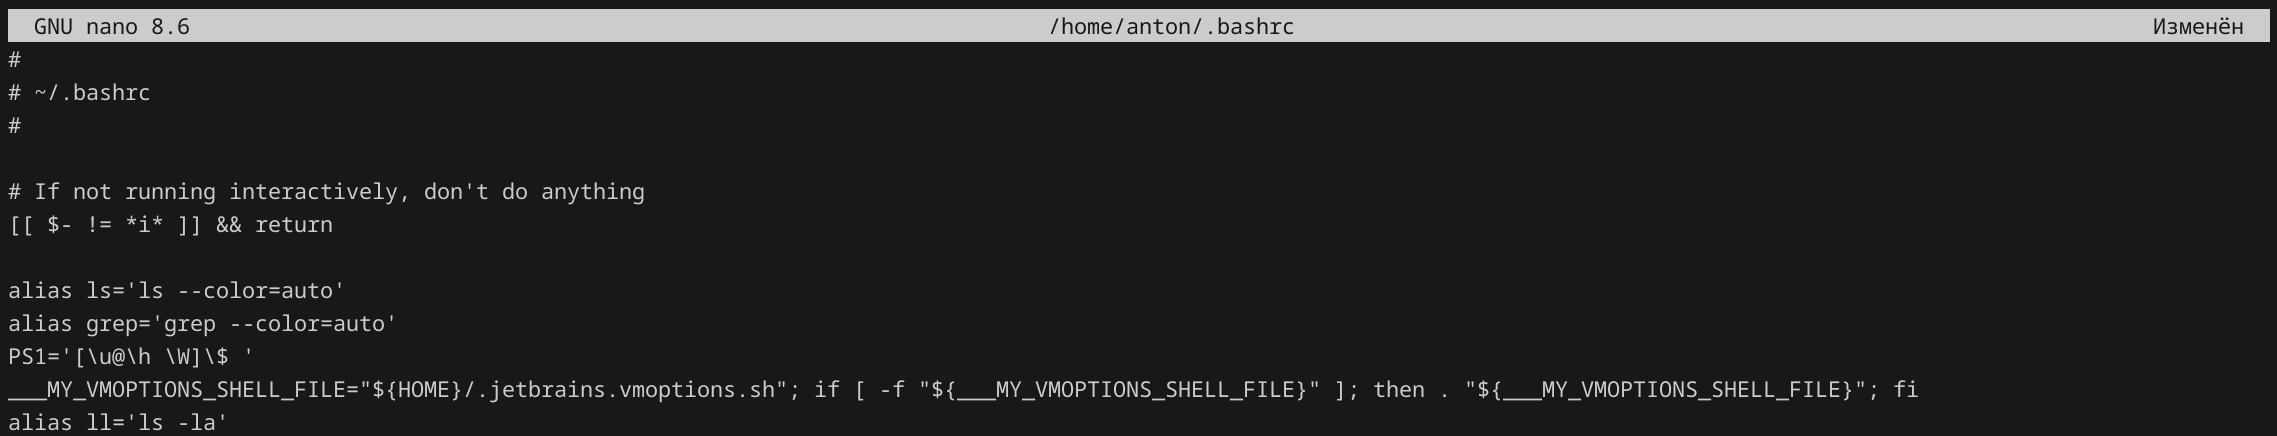 GNU nano 8.6 /home/anton/.bashrc Изменён
#
# ~/.bashrc
#
# If not running interactively, don't do anything
[[ $- != *i* ]] && return
alias ls='ls --color=auto'
alias grep='grep --color=auto'
PS1='[\u@\h \W]\$ '
___MY_VMOPTIONS_SHELL_FILE="${HOME}/.jetbrains.vmoptions.sh"; if [ -f "${___MY_VMOPTIONS_SHELL_FILE}" ]; then . "${___MY_VMOPTIONS_SHELL_FILE}"; fi
alias ll='ls -la'